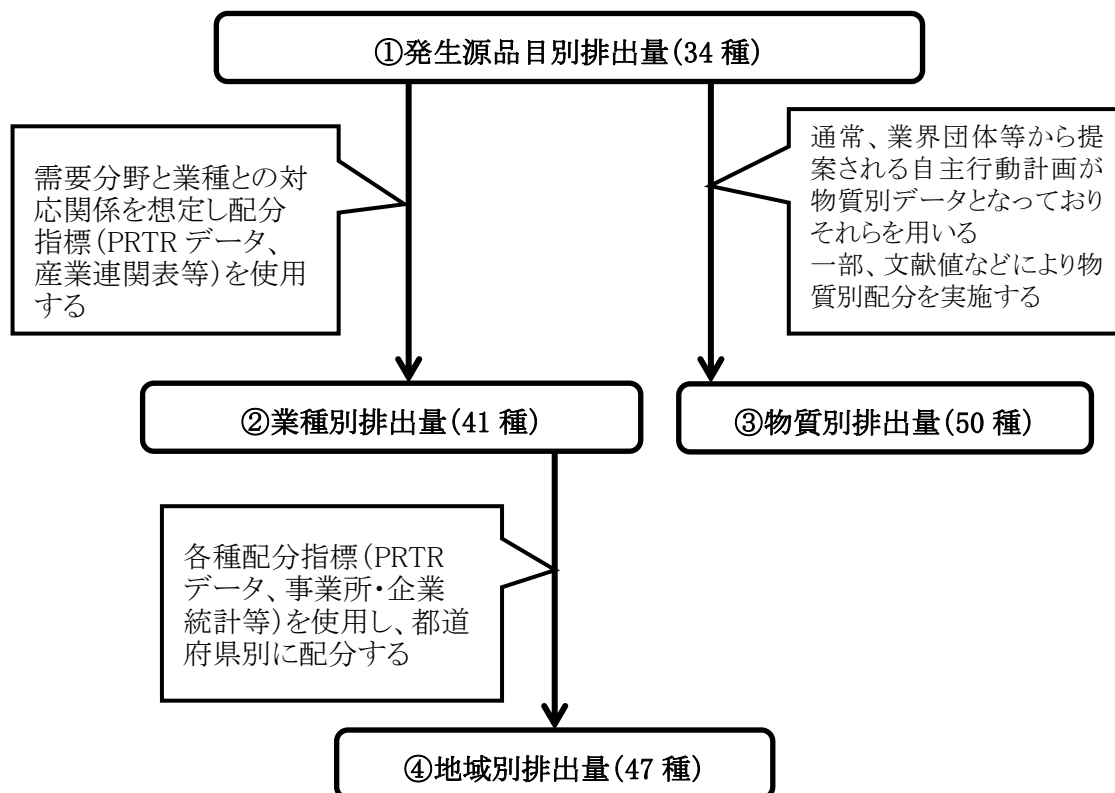 ①発生源品目別排出量(34 種)
需要分野と業種との対
応関係を想定し配分
指標(PRTR データ、
産業連関表等)を使用
する
通常、業界団体等から提
案される自主行動計画が
物質別データとなっており
それらを用いる
一部、文献値などにより物
質別配分を実施する
②業種別排出量(41 種)
③物質別排出量(50 種)
各種配分指標(PRTR
データ、事業所・企業
統計等)を使用し、都道
府県別に配分する
④地域別排出量(47 種)